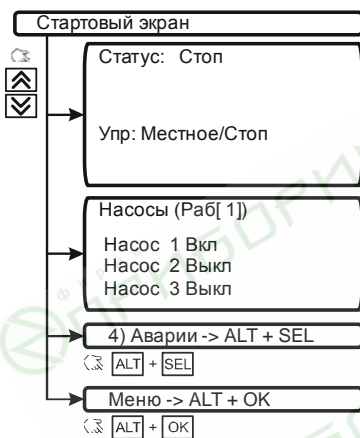 Стартовый экран
Статус: Стоп
Упр: Местное/Стоп
Насосы (Раб[ 1])
Насос 1 Вкл
Насос 2 Выкл
Насос 3 Выкл
4) Аварии -> ALT + SEL
ALT + SEL
Меню -> ALT + OK
ALT + OK